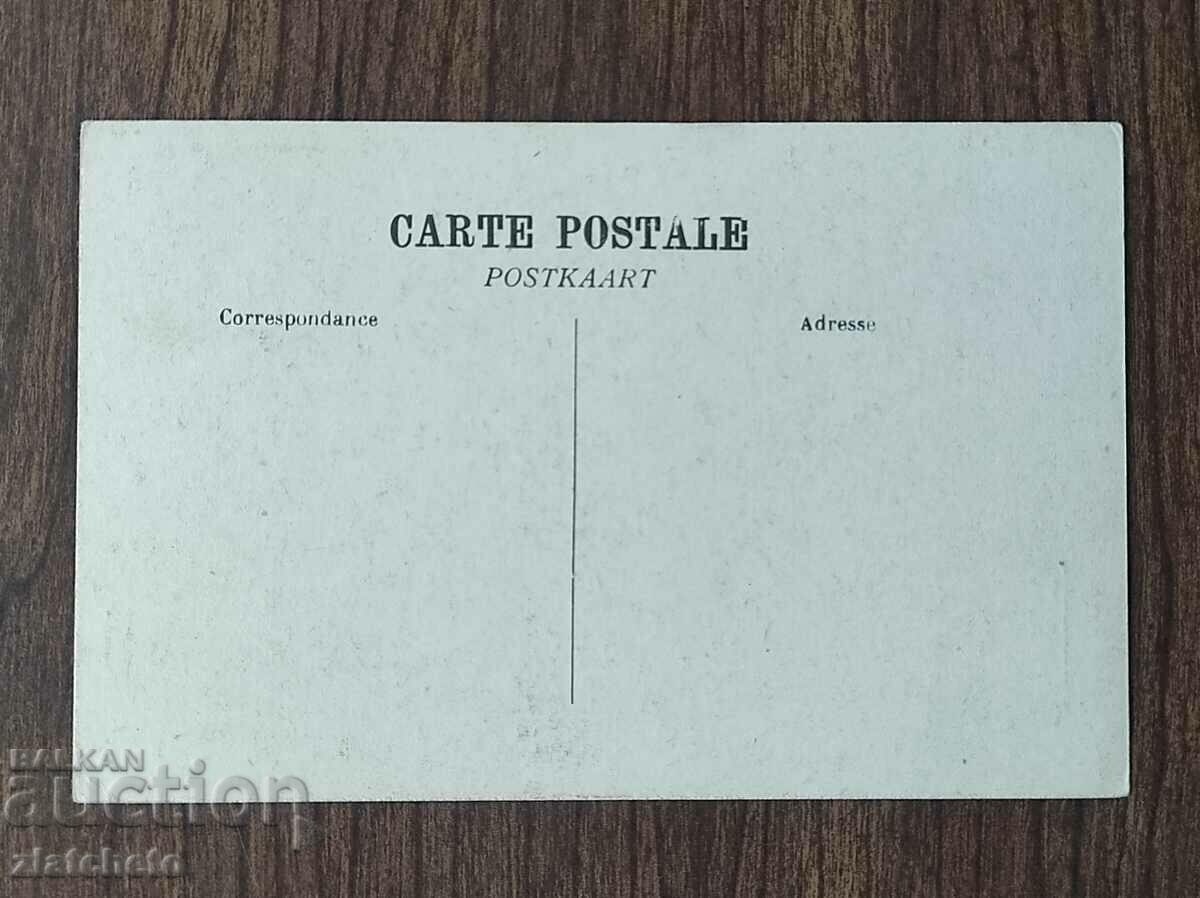 CARTE POSTALE
POSTKAART
Correspondance
Adresse
BALKAN
auction
zlatcheto